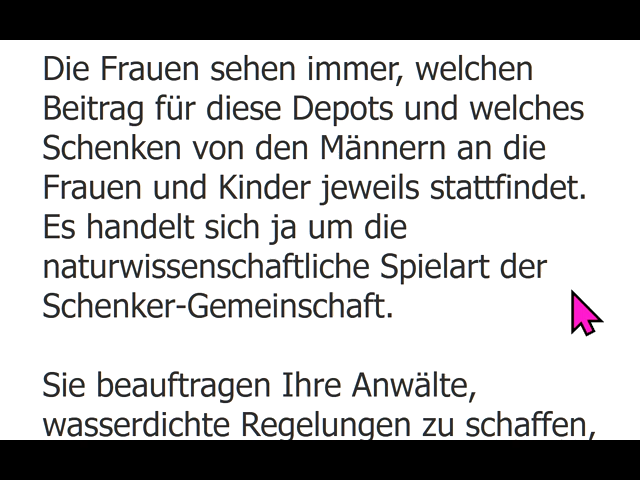 Die Frauen sehen immer, welchen
Beitrag für diese Depots und welches
Schenken von den Männern an die
Frauen und Kinder jeweils stattfindet.
Es handelt sich ja um die
naturwissenschaftliche Spielart der
Schenker-Gemeinschaft.
Sie beauftragen Ihre Anwälte,
wasserdichte Regelungen zu schaffen,